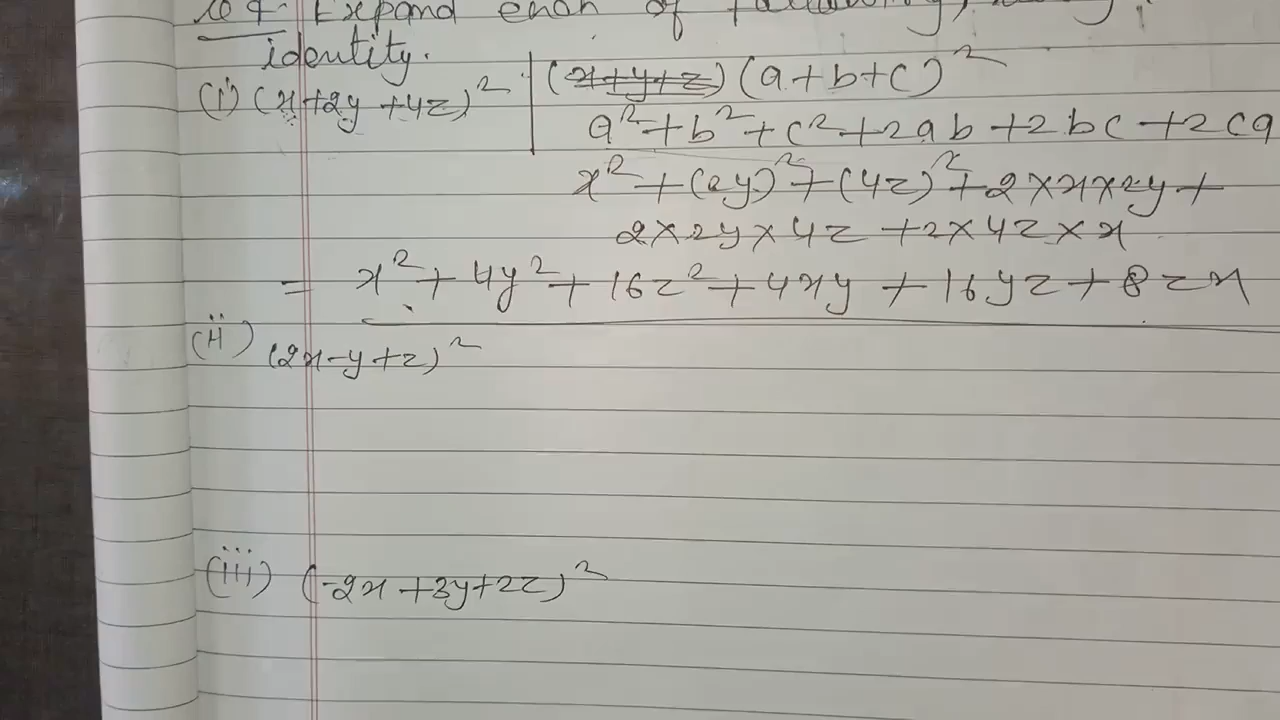 Expand each of following, using
identity.
(i) (x+2y+4z)² | (x+y+z) (a+b+c)²
a²+b²+c²+2ab+2bc+2ca
x²+(2y)²+(4z)²+2×x×2y+
2×2y×4z+2×4z×x
= x²+4y²+16z²+4xy+16yz+8zx
(ii) (2x-y+z)²
(iii) (-2x+3y+2z)²